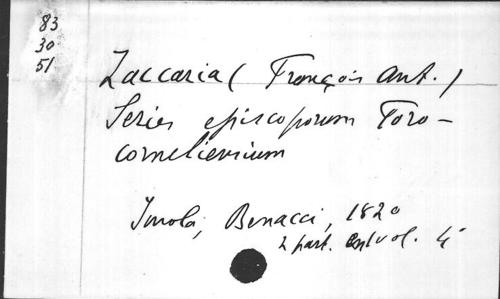 83
30
51
Zaccaria (François Ant.)
Series episcoporum Foro-
corneliensium
Imola, Benacci, 1820
2 part. en 1 vol. 4°